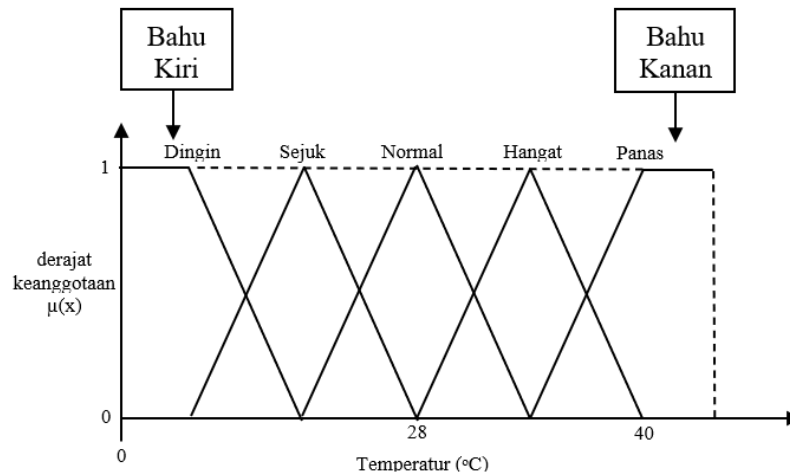 Bahu
Kiri
Bahu
Kanan
Dingin
Sejuk
Normal
Hangat
Panas
1
derajat
keanggotaan
µ(x)
0
28
40
0
Temperatur (°C)